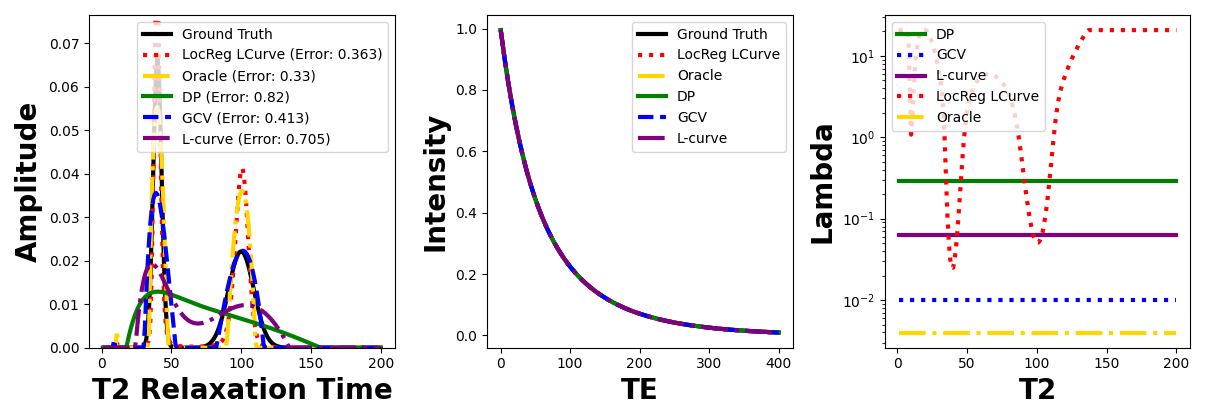 Amplitude
0.07
0.06
0.05
0.04
0.03
0.02
0.01
0.00
0
50
100
150
200
T2 Relaxation Time
Ground Truth
LocReg LCurve (Error: 0.363)
Oracle (Error: 0.33)
DP (Error: 0.82)
GCV (Error: 0.413)
L-curve (Error: 0.705)
Intensity
1.0
0.8
0.6
0.4
0.2
0.0
0
100
200
300
400
TE
Ground Truth
LocReg LCurve
Oracle
DP
GCV
L-curve
Lambda
10¹
10⁰
10⁻¹
10⁻²
0
50
100
150
200
T2
DP
GCV
L-curve
LocReg LCurve
Oracle